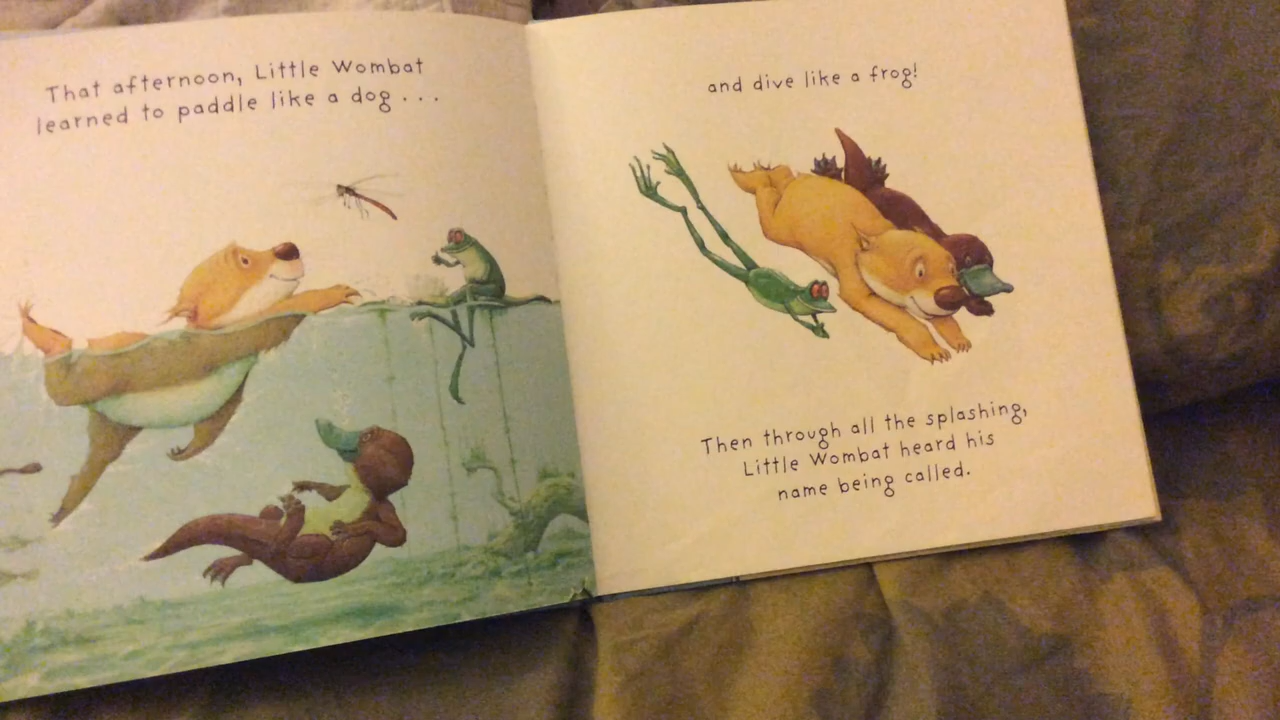 That afternoon, Little Wombat
learned to paddle like a dog . . .
and dive like a frog!
Then through all the splashing,
Little Wombat heard his
name being called.